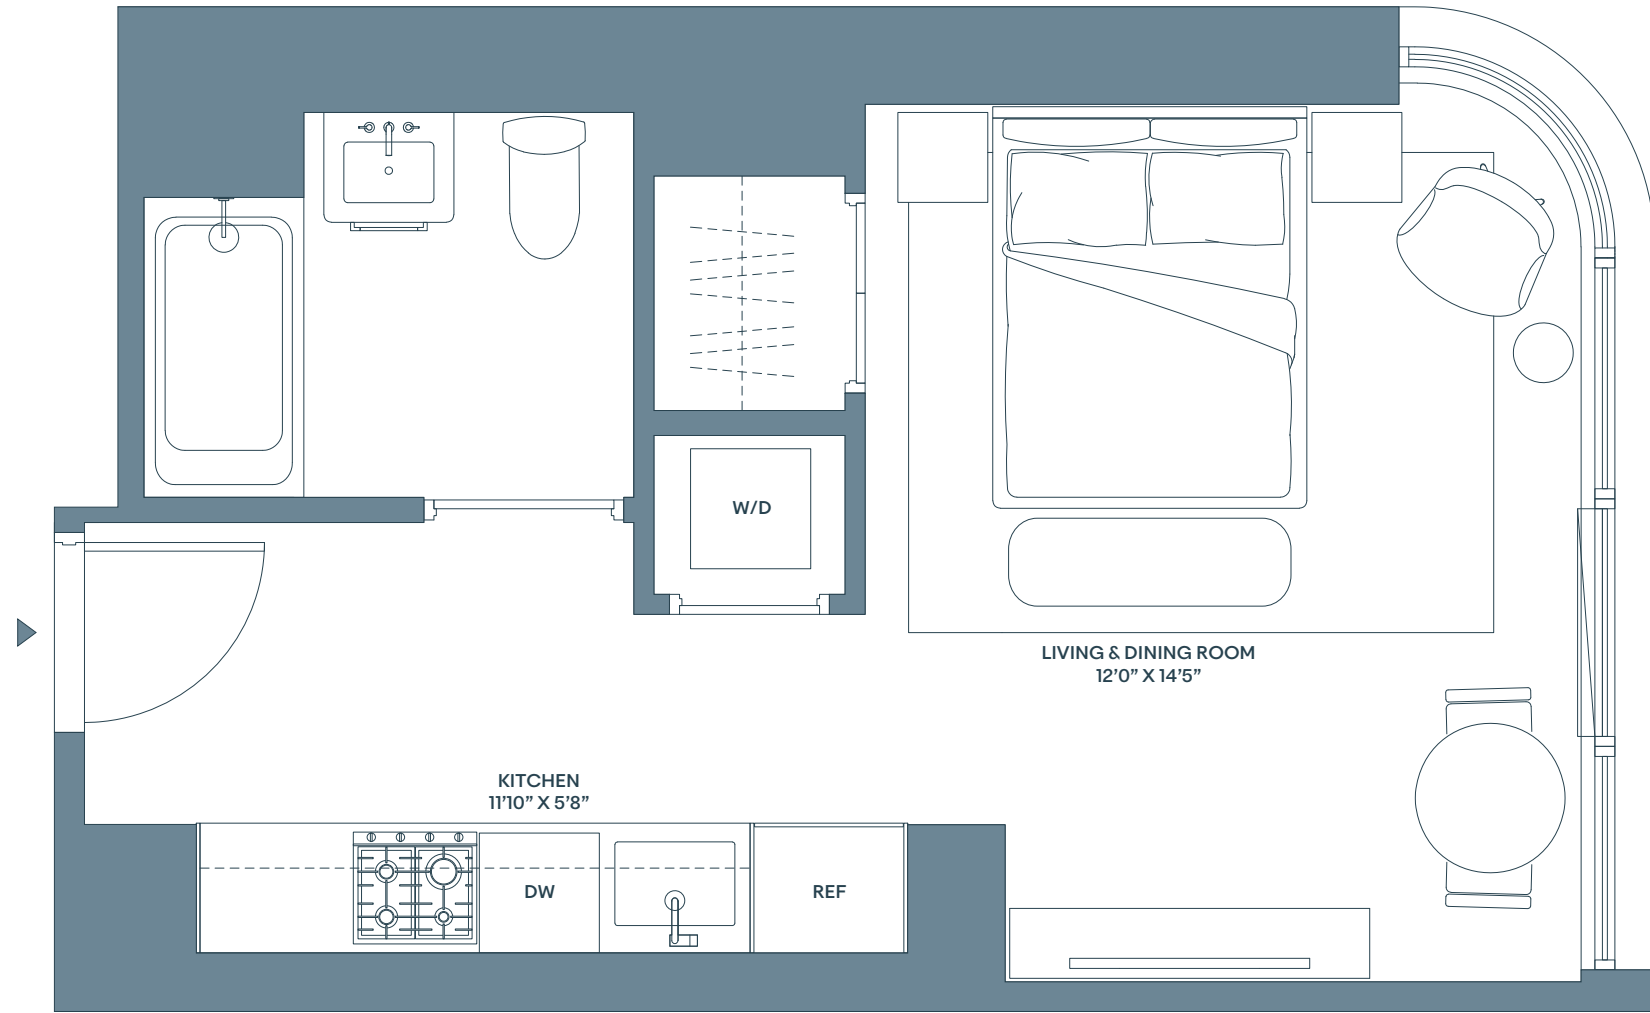 W/D
LIVING & DINING ROOM
12’0” X 14’5”
KITCHEN
11’10” X 5’8”
DW
REF